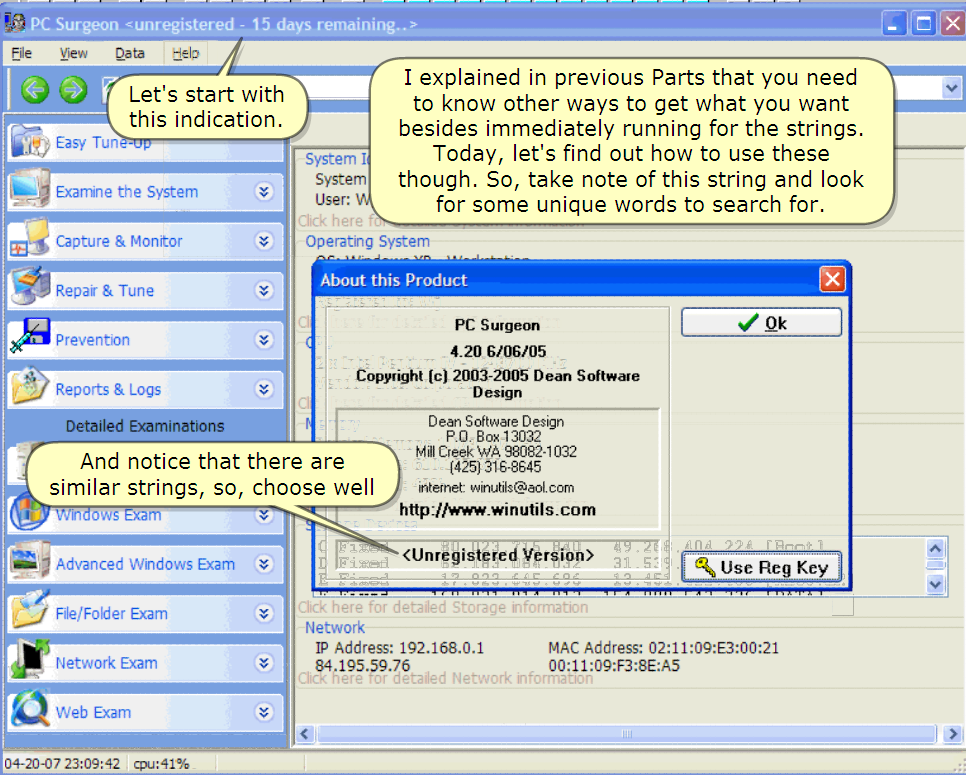 PC Surgeon <unregistered - 15 days remaining..>
File View Data Help
Let's start with
this indication.
I explained in previous Parts that you need
to know other ways to get what you want
besides immediately running for the strings.
Today, let's find out how to use these
though. So, take note of this string and look
for some unique words to search for.
Easy Tune-Up
Examine the System
Capture & Monitor
Repair & Tune
Prevention
Reports & Logs
Detailed Examinations
And notice that there are
similar strings, so, choose well
Windows Exam
Advanced Windows Exam
File/Folder Exam
Network Exam
Web Exam
System
System
User:
Click here for
Operating System
About this Product
PC Surgeon
4.20 6/06/05
Copyright (c) 2003-2005 Dean Software
Design
Dean Software Design
P.O. Box 13032
Mill Creek WA 98082-1032
(425) 316-8645
internet: winutils@aol.com
http://www.winutils.com
<Unregistered Version>
Ok
Use Reg Key
Click here for detailed Storage information
Network
IP Address: 192.168.0.1 MAC Address: 02:11:09:E3:00:21
84.195.59.76 00:11:09:F3:8E:A5
Click here for detailed Network information
04-20-07 23:09:42 cpu:41%